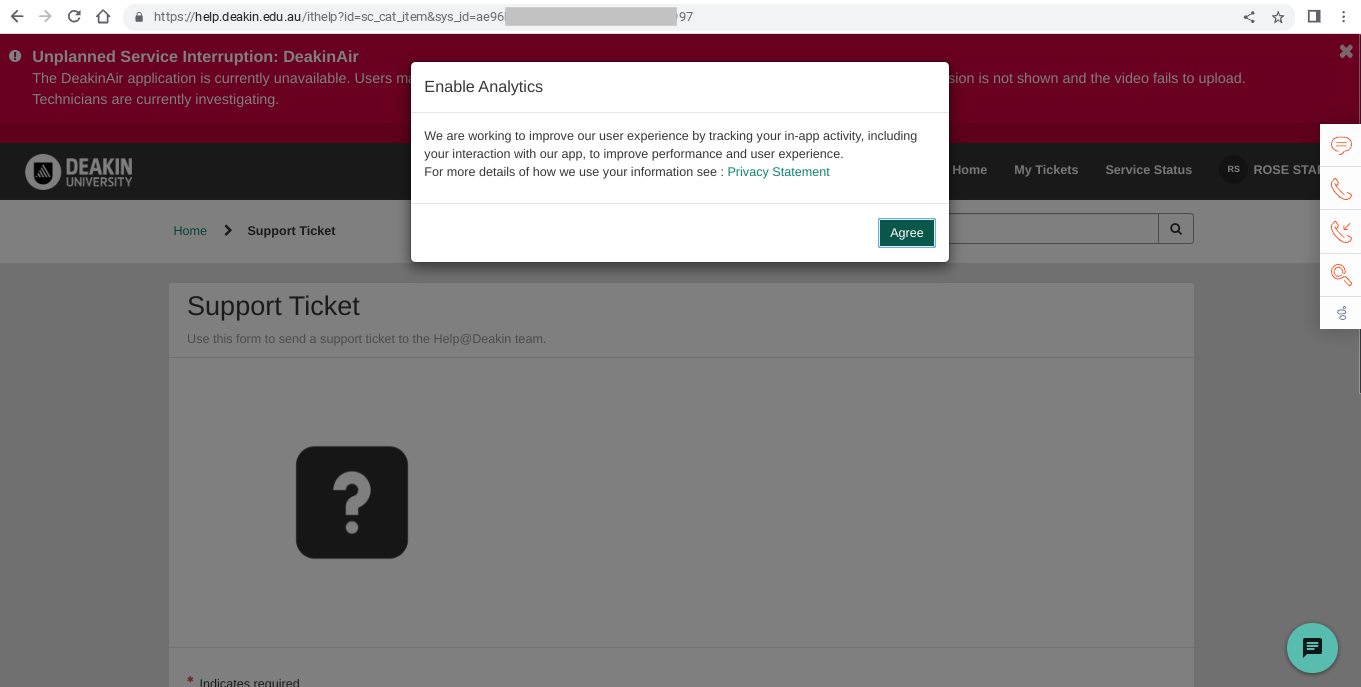 https://help.deakin.edu.au/ithelp?id=sc_cat_item&sys_id=ae96 97
Unplanned Service Interruption: DeakinAir
The DeakinAir application is currently unavailable. Users sion is not shown and the video fails to upload.
Technicians are currently investigating.
Enable Analytics
We are working to improve our user experience by tracking your in-app activity, including
your interaction with our app, to improve performance and user experience.
For more details of how we use your information see : Privacy Statement
Agree
DEAKIN
UNIVERSITY
Home My Tickets Service Status RS ROSE
Home Support Ticket
Support Ticket
Use this form to send a support ticket to the Help@Deakin team.
?
* Indicates required